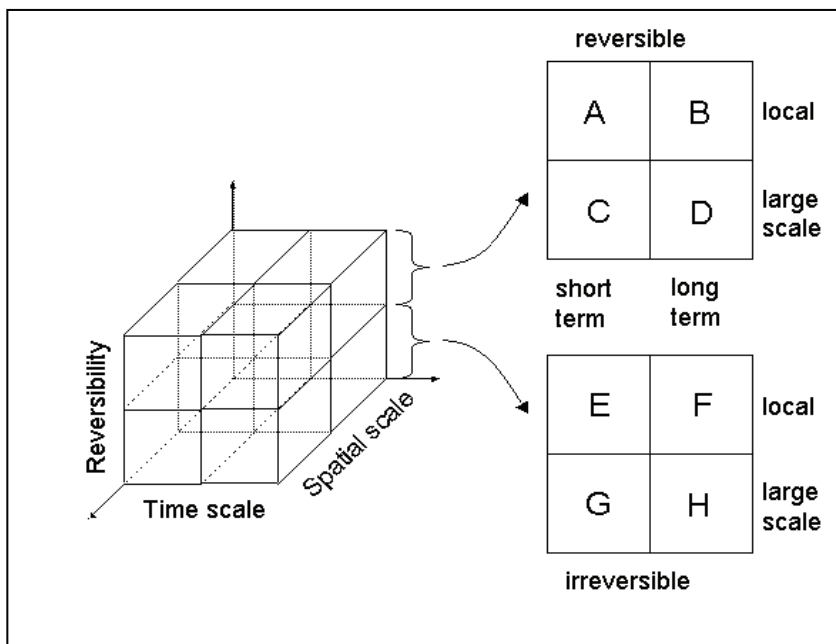 reversible
A B local
C D large
scale
short
term
long
term
E F local
G H large
scale
irreversible
Reversibility
Time scale
Spatial scale